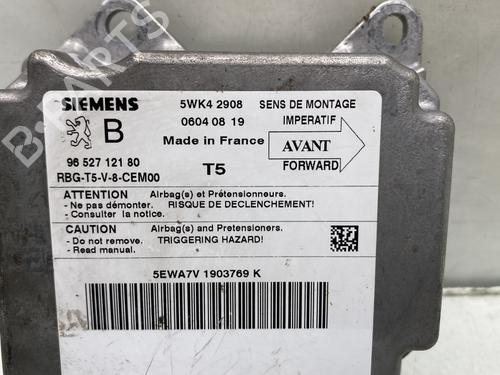 SIEMENS 5WK4 2908 SENS DE MONTAGE
B 0604 08 19 IMPERATIF
Made in France AVANT
96 527 121 80 T5 FORWARD
RBG-T5-V-8-CEM00
ATTENTION Airbag(s) et Prétensionneurs.
- Ne pas démonter. RISQUE DE DECLENCHEMENT!
- Consulter la notice.
CAUTION Airbag(s) and Pretensioners.
- Do not remove. TRIGGERING HAZARD!
- Read manual.
5EWA7V 1903769 K